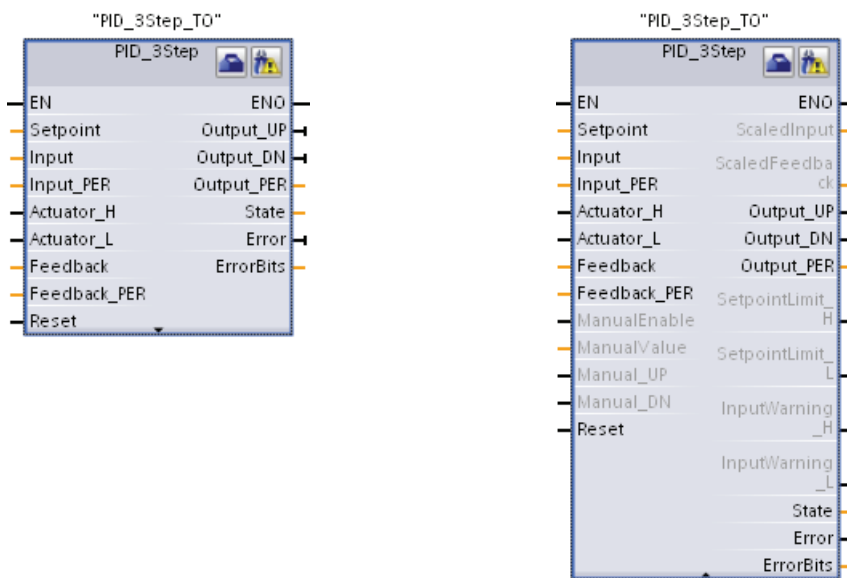 "PID_3Step_TO"
PID_3Step
EN
ENO
Setpoint
Output_UP
Input
Output_DN
Input_PER
Output_PER
Actuator_H
State
Actuator_L
Error
Feedback
ErrorBits
Feedback_PER
Reset
"PID_3Step_TO"
PID_3Step
EN
ENO
Setpoint
ScaledInput
Input
ScaledFeedba
ck
Input_PER
Actuator_H
Output_UP
Actuator_L
Output_DN
Feedback
Output_PER
Feedback_PER
SetpointLimit_
H
ManualEnable
ManualValue
SetpointLimit_
L
Manual_UP
Manual_DN
InputWarning
_H
Reset
InputWarning
_L
State
Error
ErrorBits